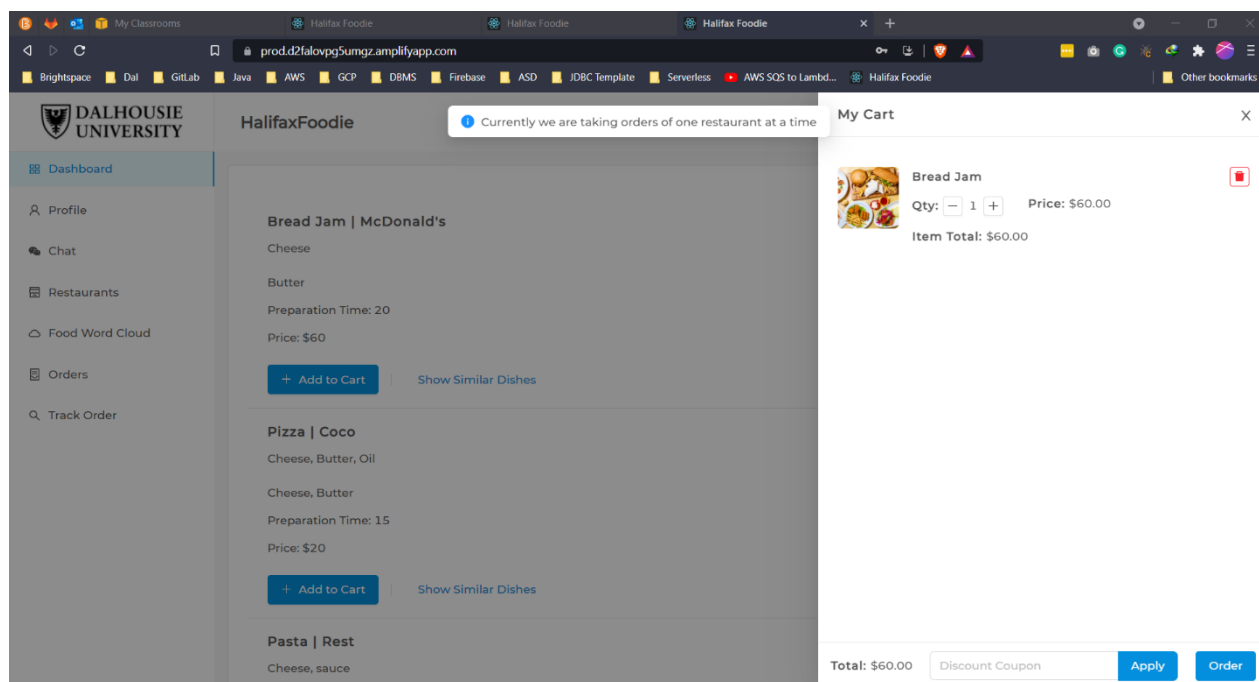 My Classrooms
Halifax Foodie
Halifax Foodie
Halifax Foodie
prod.d2falovpg5umgz.amplifyapp.com
Brightspace Dal GitLab Java AWS GCP DBMS Firebase ASD JDBC Template Serverless AWS SQS to Lambd... Halifax Foodie Other bookmarks
DALHOUSIE
UNIVERSITY
HalifaxFoodie
Currently we are taking orders of one restaurant at a time
Dashboard
Profile
Chat
Restaurants
Food Word Cloud
Orders
Track Order
Bread Jam | McDonald's
Cheese
Butter
Preparation Time: 20
Price: $60
+ Add to Cart
Show Similar Dishes
Pizza | Coco
Cheese, Butter, Oil
Cheese, Butter
Preparation Time: 15
Price: $20
+ Add to Cart
Show Similar Dishes
Pasta | Rest
Cheese, sauce
My Cart
Bread Jam
Qty: − 1 + Price: $60.00
Item Total: $60.00
Total: $60.00 Discount Coupon Apply Order